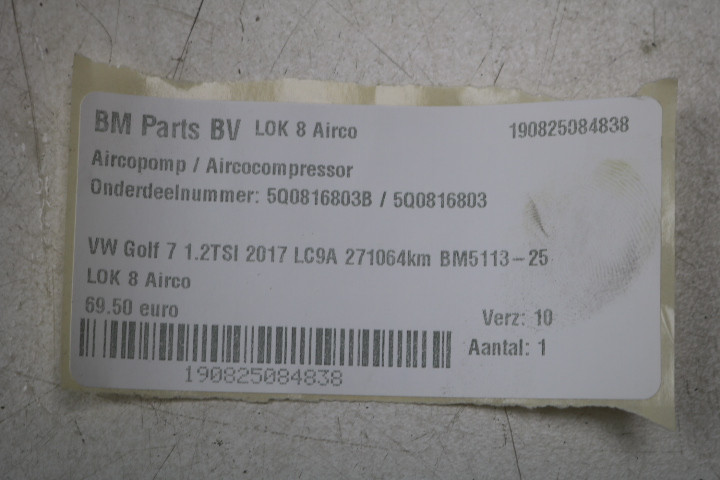 BM Parts BV LOK 8 Airco 190825084838
Aircopomp / Aircocompressor
Onderdeelnummer: 5Q0816803B / 5Q0816803
VW Golf 7 1.2TSI 2017 LC9A 271064km BM5113-25
LOK 8 Airco
69.50 euro
Verz: 10
Aantal: 1
190825084838